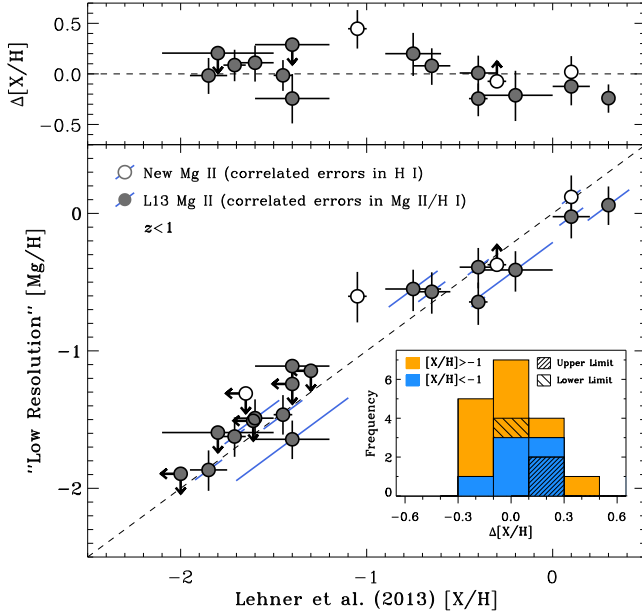 0.5
0.0
−0.5
Δ[X/H]
New Mg II (correlated errors in H I)
L13 Mg II (correlated errors in Mg II/H I)
z<1
0
−1
−2
"Low Resolution" [Mg/H]
[X/H]>−1
[X/H]<−1
Upper Limit
Lower Limit
6
4
2
0
Frequency
−0.6 −0.3 0.0 0.3 0.6
Δ[X/H]
−2 −1 0
Lehner et al. (2013) [X/H]